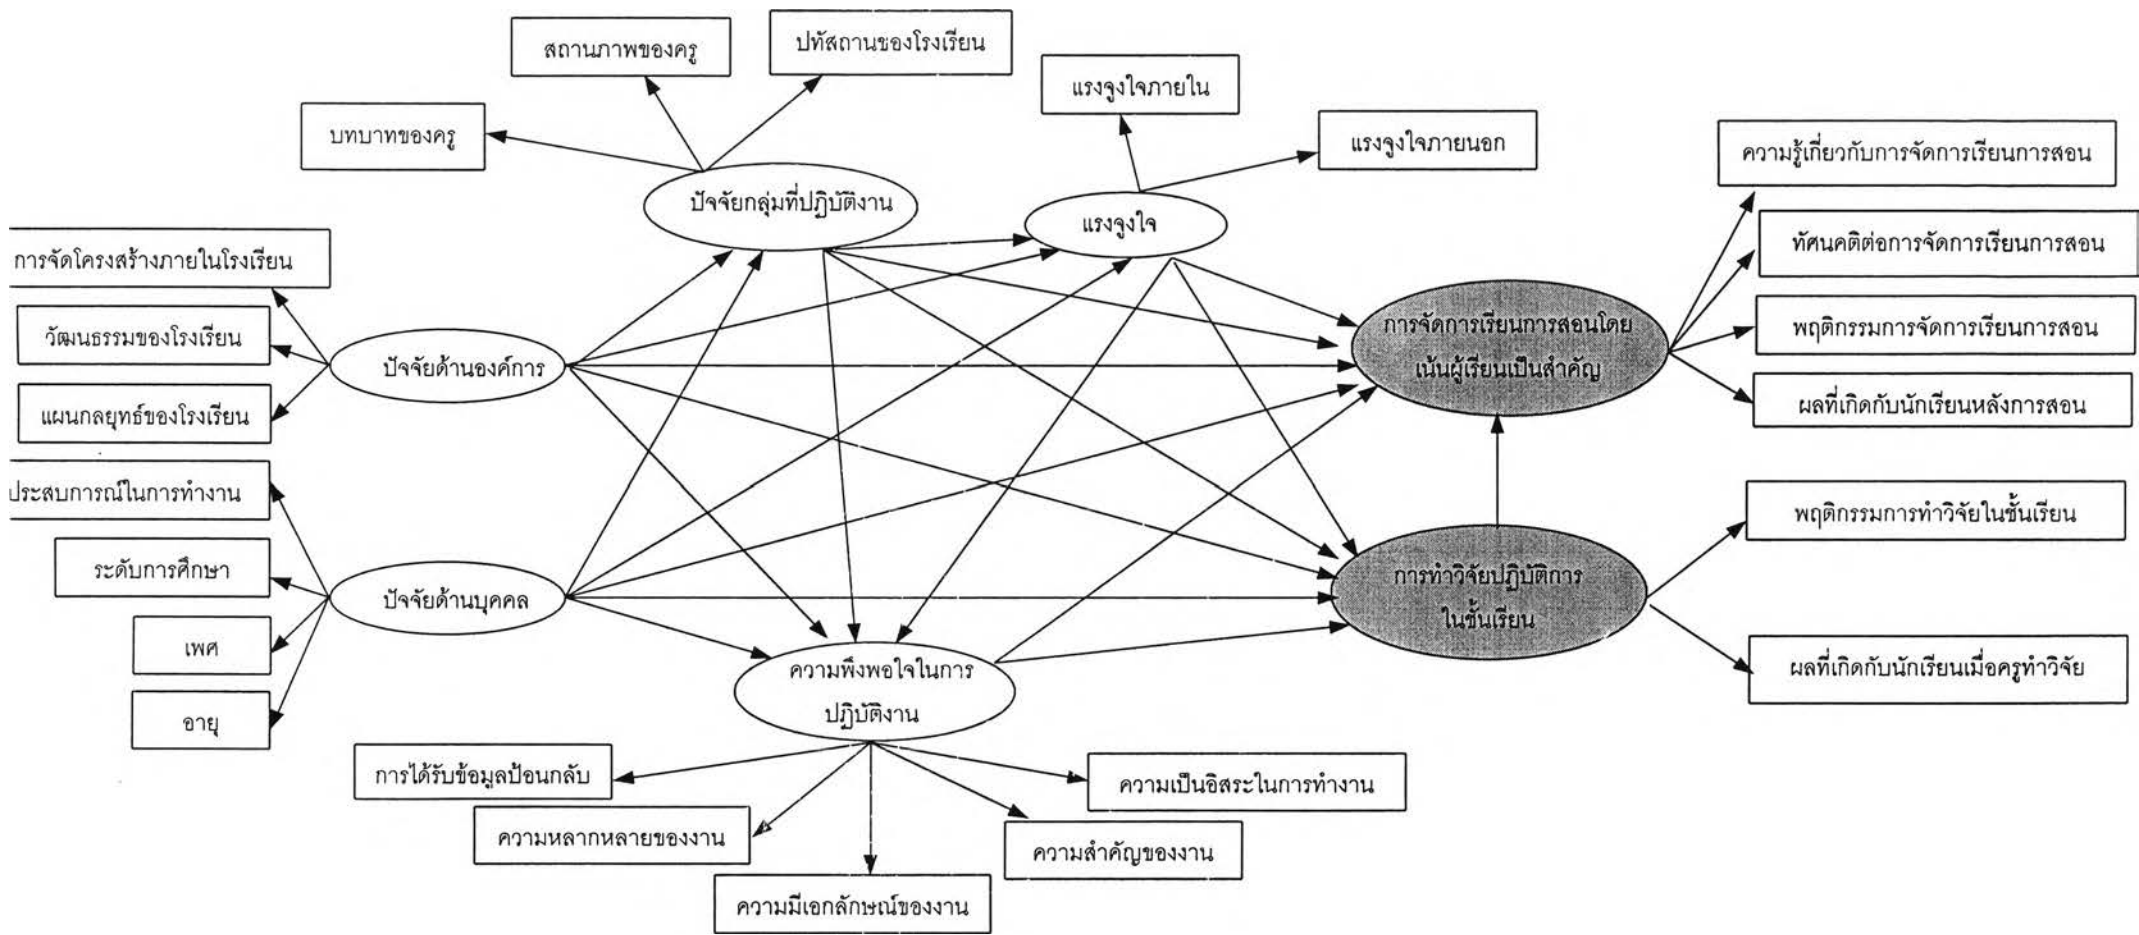 สถานภาพของครู
ปทัสถานของโรงเรียน
แรงจูงใจภายใน
บทบาทของครู
แรงจูงใจภายนอก
ความรู้เกี่ยวกับการจัดการเรียนการสอน
ปัจจัยกลุ่มที่ปฏิบัติงาน
แรงจูงใจ
ทัศนคติต่อการจัดการเรียนการสอน
การจัดโครงสร้างภายในโรงเรียน
วัฒนธรรมของโรงเรียน
ปัจจัยด้านองค์การ
การจัดการเรียนการสอนโดย
เน้นผู้เรียนเป็นสำคัญ
พฤติกรรมการจัดการเรียนการสอน
แผนกลยุทธ์ของโรงเรียน
ผลที่เกิดกับนักเรียนหลังการสอน
ประสบการณ์ในการทำงาน
พฤติกรรมการทำวิจัยในชั้นเรียน
ระดับการศึกษา
ปัจจัยด้านบุคคล
การทำวิจัยปฏิบัติการ
ในชั้นเรียน
เพศ
ความพึงพอใจในการ
ปฏิบัติงาน
ผลที่เกิดกับนักเรียนเมื่อครูทำวิจัย
อายุ
การได้รับข้อมูลป้อนกลับ
ความเป็นอิสระในการทำงาน
ความหลากหลายของงาน
ความสำคัญของงาน
ความมีเอกลักษณ์ของงาน